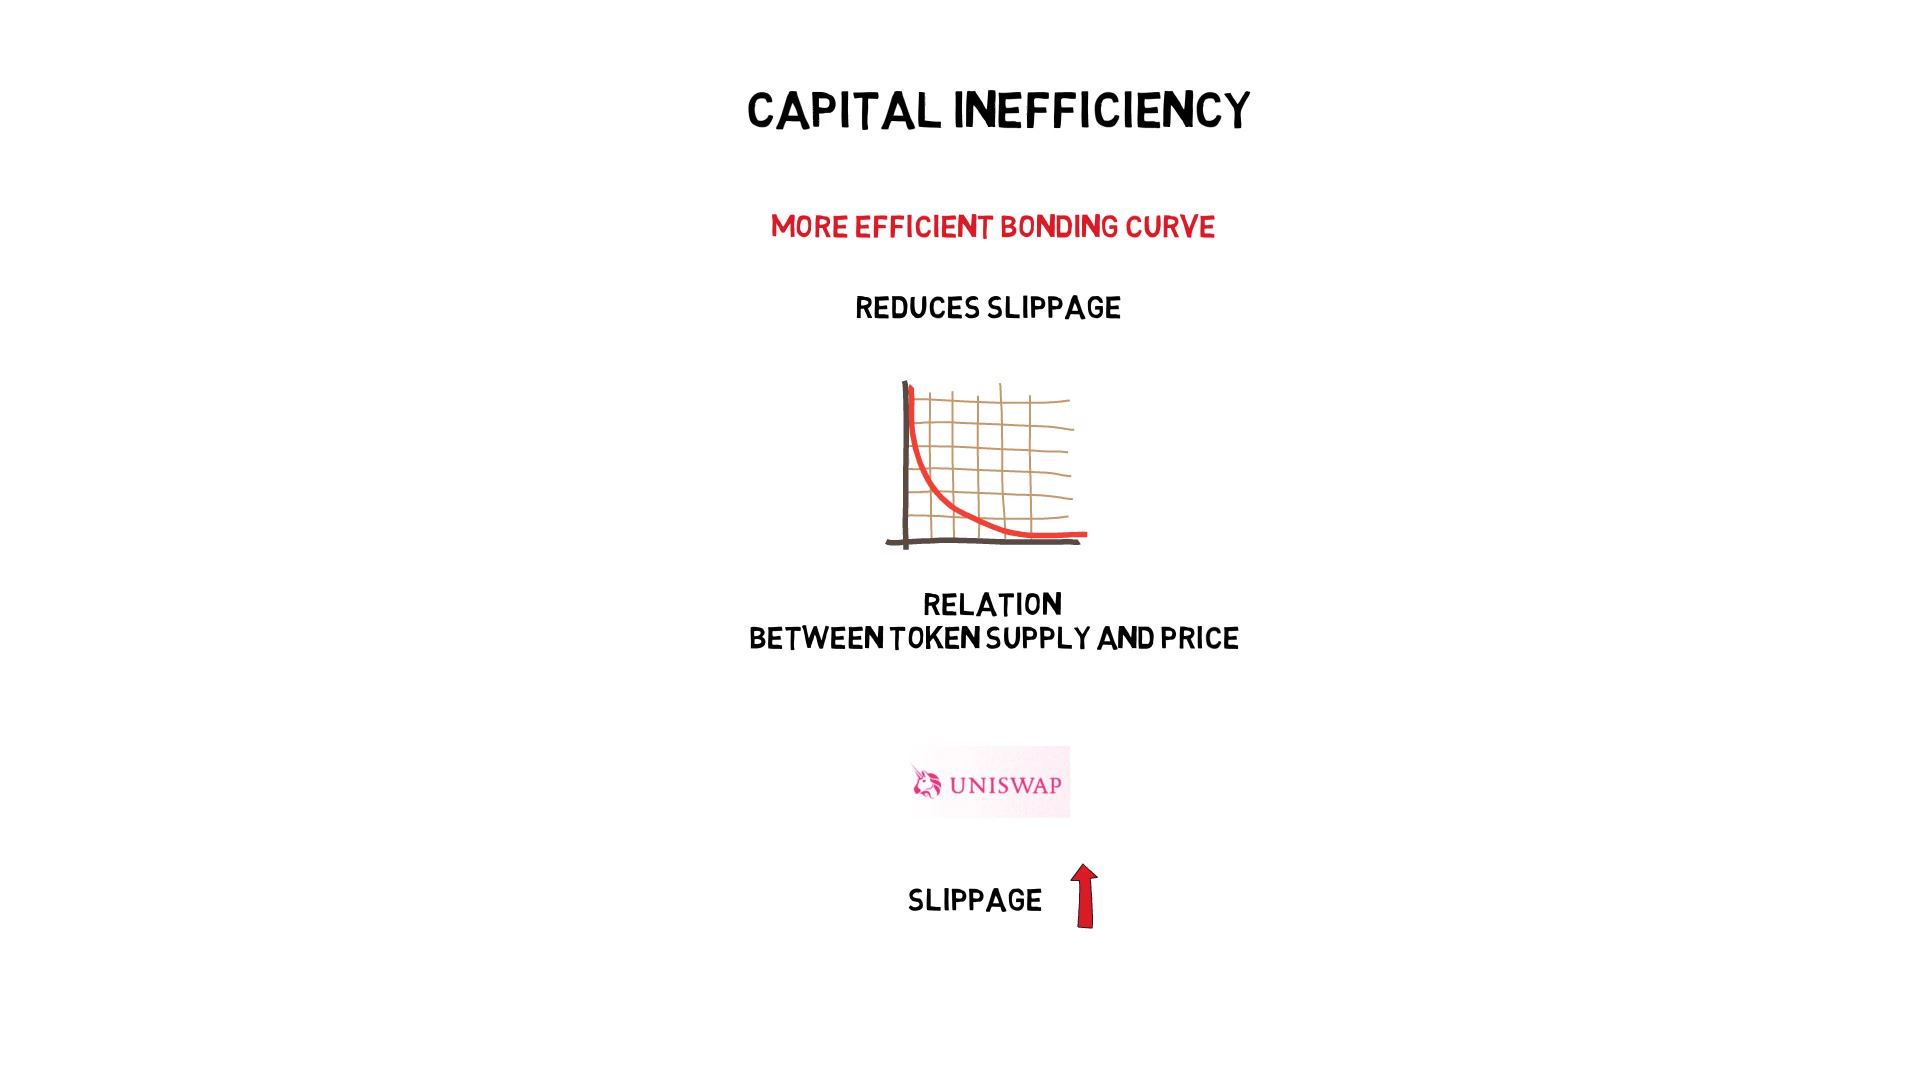 CAPITAL INEFFICIENCY
MORE EFFICIENT BONDING CURVE
REDUCES SLIPPAGE
RELATION
BETWEEN TOKEN SUPPLY AND PRICE
UNISWAP
SLIPPAGE